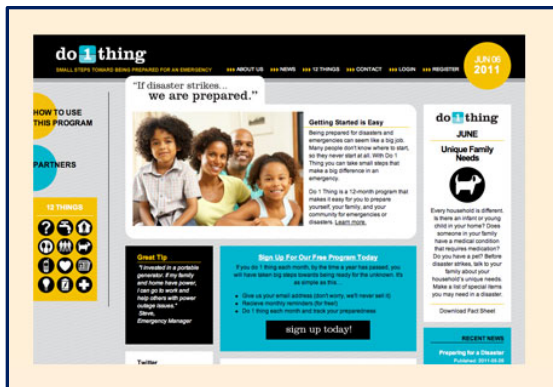 do 1 thing
SMALL STEPS TOWARD BEING PREPARED FOR AN EMERGENCY
ABOUT US
NEWS
12 THINGS
CONTACT
LOGIN
REGISTER
JUN 06
2011
"If disaster strikes...
we are prepared."
HOW TO USE
THIS PROGRAM
PARTNERS
12 THINGS
Getting Started is Easy
Being prepared for disasters and
emergencies can seem like a big job.
Many people don't know where to start,
so they never start at all. With Do 1
Thing you can take small steps that
make a big difference in an
emergency.
Do 1 Thing is a 12-month program that
makes it easy for you to prepare
yourself, your family, and your
community for emergencies or
disasters. Learn more.
do 1 thing
JUNE
Unique Family
Needs
Every household is different.
Is there an infant or young
child in your home? Does
someone in your family
have a medical condition
that requires medication?
Do you have a pet? Before
disaster strikes, talk to your
family about your
household's unique needs.
Make a list of special items
you may need in a disaster.
Download Fact Sheet
Great Tip
"I invested in a portable
generator. If my family
and home have power,
I can go to work and
help others with power
outage issues."
-Steve,
Emergency Manager
Sign Up For Our Free Program Today
If you do 1 thing each month, by the time a year has passed, you
will have taken big steps towards being ready for the unknown. It's
as simple as this...
Give us your email address (don't worry, we'll never sell it)
Recieve monthly reminders (for free!)
Do 1 thing each month and track your preparedness
sign up today!
RECENT NEWS
Preparing for a Disaster
Twitter